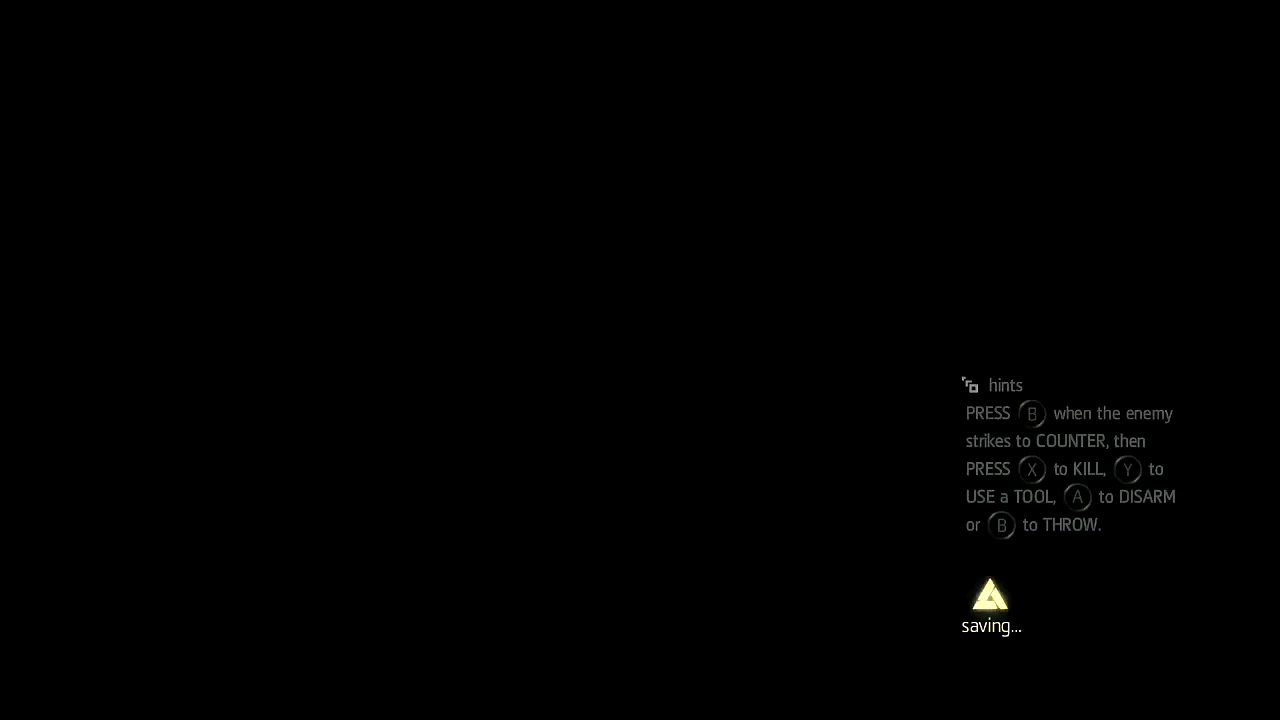 hints
PRESS B when the enemy
strikes to COUNTER, then
PRESS X to KILL, Y to
USE a TOOL, A to DISARM
or B to THROW.
saving...